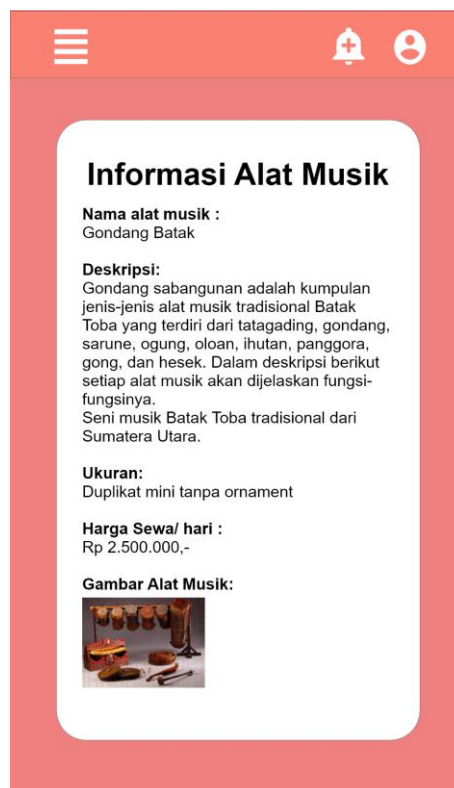 Informasi Alat Musik
Nama alat musik :
Gondang Batak
Deskripsi:
Gondang sabangunan adalah kumpulan
jenis-jenis alat musik tradisional Batak
Toba yang terdiri dari tatagading, gondang,
sarune, ogung, oloan, ihutan, panggora,
gong, dan hesek. Dalam deskripsi berikut
setiap alat musik akan dijelaskan fungsi-
fungsinya.
Seni musik Batak Toba tradisional dari
Sumatera Utara.
Ukuran:
Duplikat mini tanpa ornament
Harga Sewa/ hari :
Rp 2.500.000,-
Gambar Alat Musik: